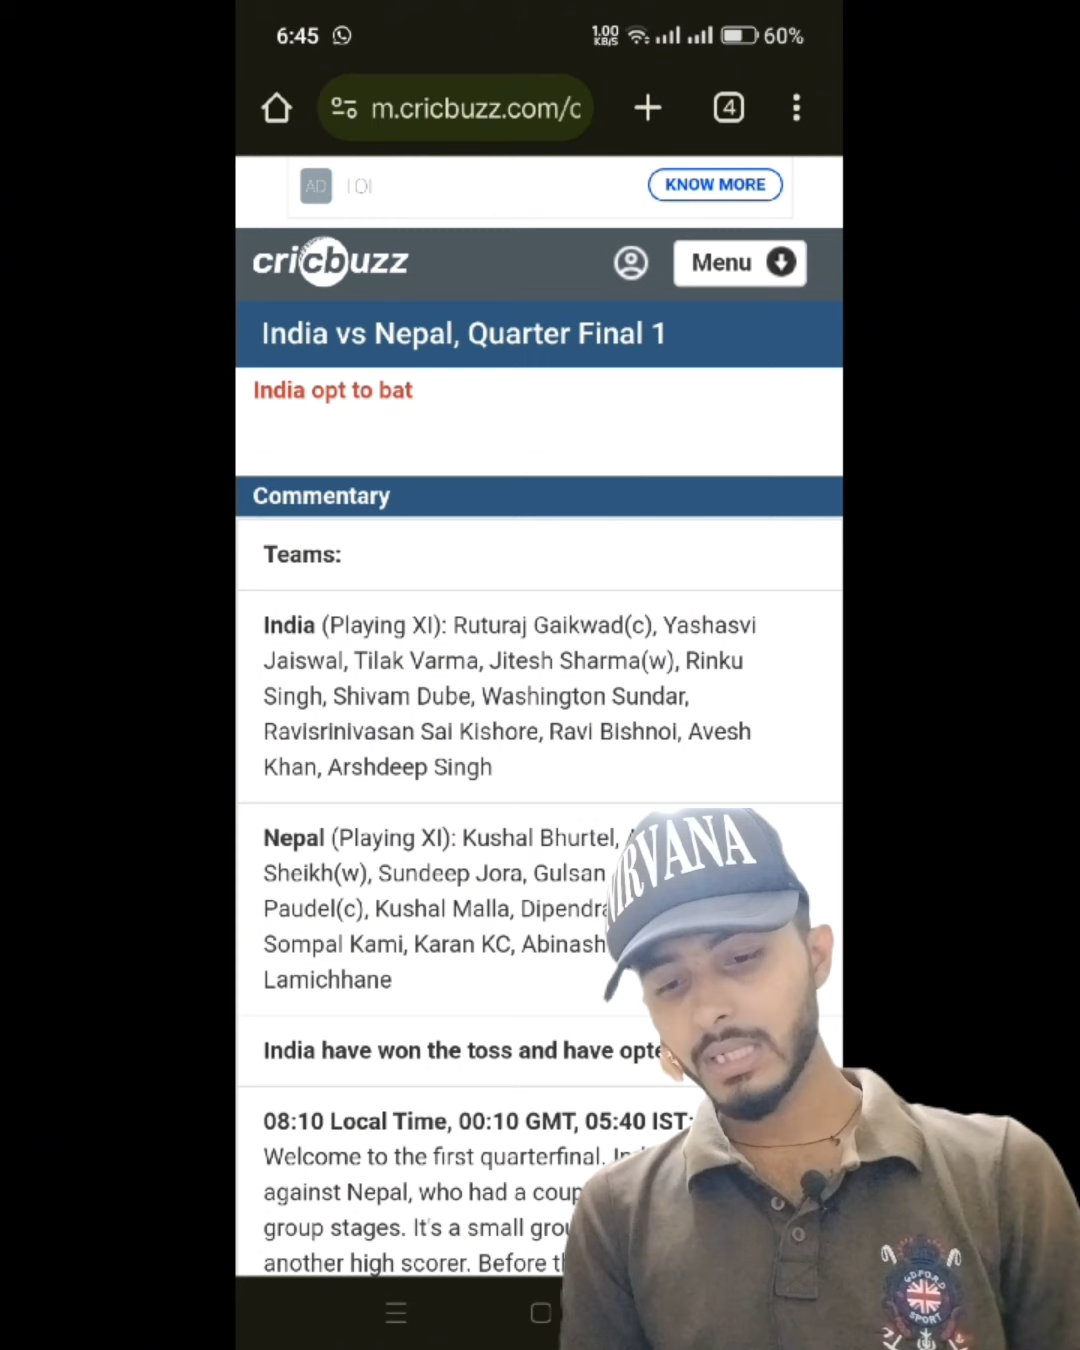 6:45
1.00 KB/S
60%
m.cricbuzz.com/c
4
AD
KNOW MORE
cricbuzz
Menu
India vs Nepal, Quarter Final 1
India opt to bat
Commentary
Teams:
India (Playing XI): Ruturaj Gaikwad(c), Yashasvi
Jaiswal, Tilak Varma, Jitesh Sharma(w), Rinku
Singh, Shivam Dube, Washington Sundar,
Ravisrinivasan Sai Kishore, Ravi Bishnoi, Avesh
Khan, Arshdeep Singh
Nepal (Playing XI): Kushal Bhurtel,
Sheikh(w), Sundeep Jora, Gulsan
Paudel(c), Kushal Malla, Dipendra
Sompal Kami, Karan KC, Abinash
Lamichhane
India have won the toss and have opte
08:10 Local Time, 00:10 GMT, 05:40 IST:
Welcome to the first quarterfinal.
against Nepal, who had a coup
group stages. It's a small grou
another high scorer. Before t
NIRVANA
SPORT